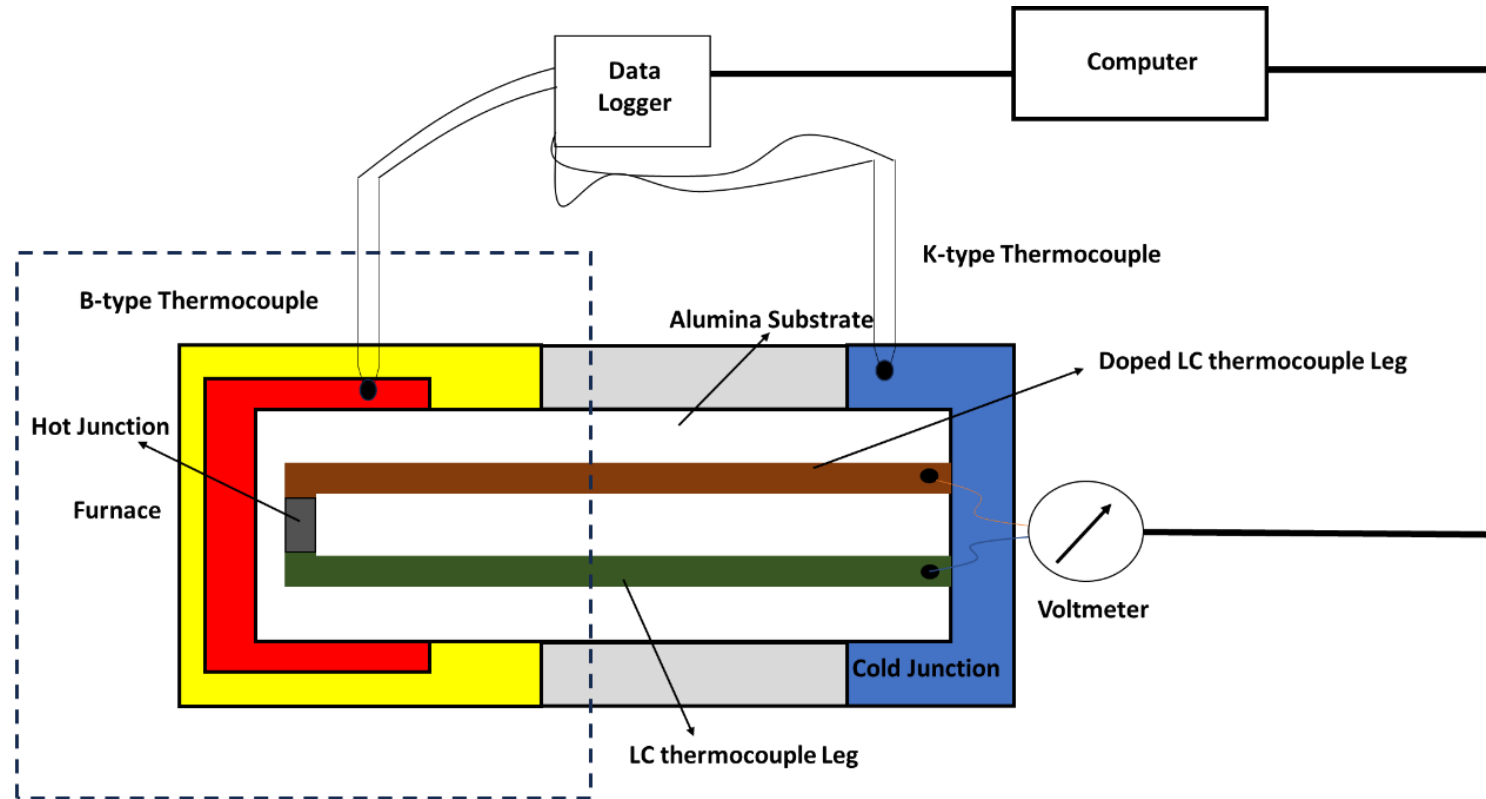 Data
Logger
Computer
K-type Thermocouple
B-type Thermocouple
Alumina Substrate
Doped LC thermocouple Leg
Hot Junction
Furnace
Voltmeter
Cold Junction
LC thermocouple Leg